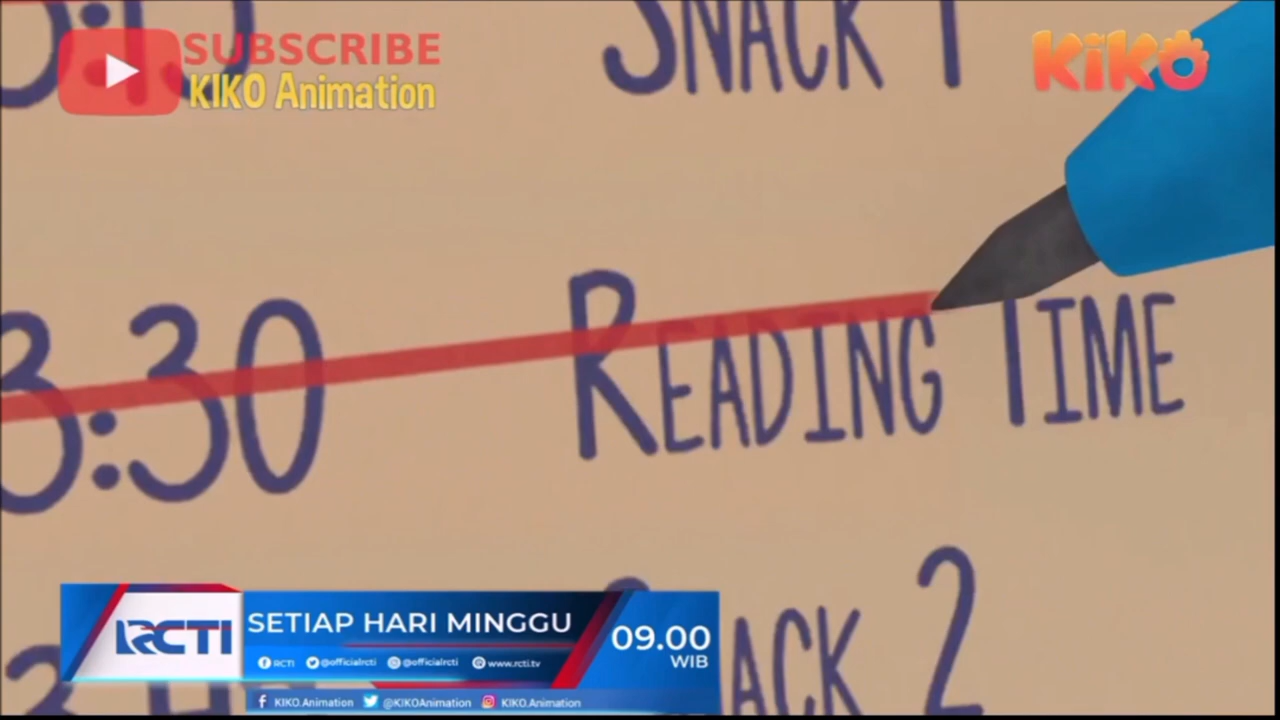 SNACK 1
SUBSCRIBE
KIKO Animation
KiKO
3:30 READING TIME
SNACK 2
RCTI
SETIAP HARI MINGGU
09.00
WIB
RCTI @officialrcti @officialrcti www.rcti.tv
KIKO.Animation @KIKOAnimation KIKO.Animation